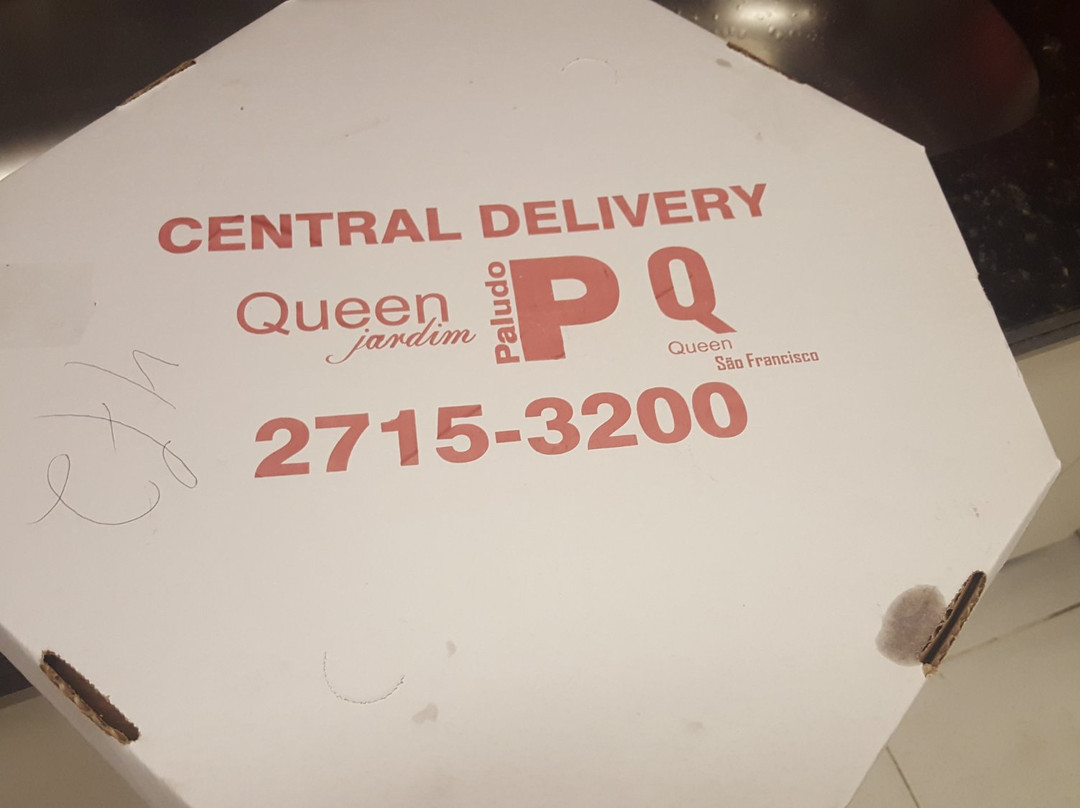 CENTRAL DELIVERY
Queen jardim
Paludo
P
Q
Queen
São Francisco
2715-3200